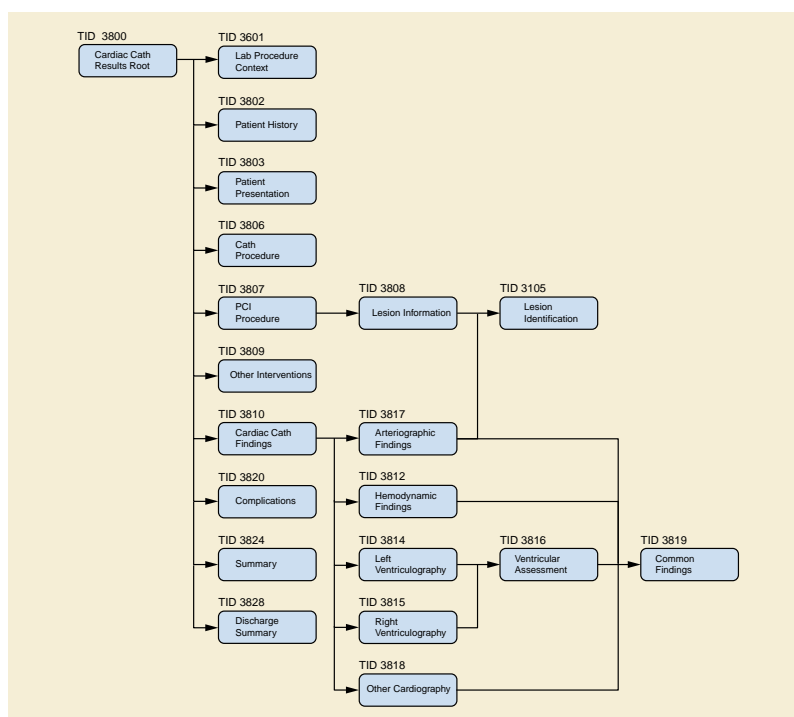 TID 3800
Cardiac Cath
Results Root
TID 3601
Lab Procedure
Context
TID 3802
Patient History
TID 3803
Patient
Presentation
TID 3806
Cath
Procedure
TID 3807
PCI
Procedure
TID 3808
Lesion Information
TID 3105
Lesion
Identification
TID 3809
Other Interventions
TID 3810
Cardiac Cath
Findings
TID 3817
Arteriographic
Findings
TID 3820
Complications
TID 3812
Hemodynamic
Findings
TID 3824
Summary
TID 3814
Left
Ventriculography
TID 3816
Ventricular
Assessment
TID 3819
Common
Findings
TID 3828
Discharge
Summary
TID 3815
Right
Ventriculography
TID 3818
Other Cardiography